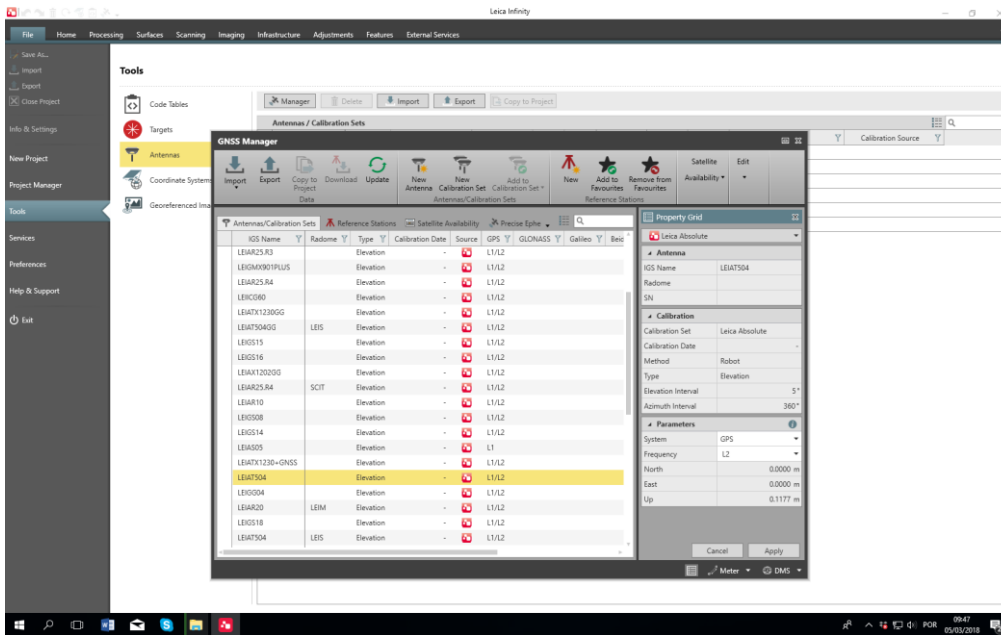 Leica Infinity
File Home Processing Surfaces Scanning Imaging Infrastructure Adjustments Features External Services
Save As...
Import
Export
Close Project
Info & Settings
New Project
Project Manager
Tools
Services
Preferences
Help & Support
Exit
Tools
Code Tables
Targets
Antennas
Coordinate Systems
Georeferenced Ima
Manager Delete Import Export Copy to Project
Antennas / Calibration Sets
Calibration Source
GNSS Manager
Import Export Copy to Project Download Update
Data
New Antenna New Calibration Set Add to Calibration Set
Antennas/Calibration Sets
New Add to Favourites Remove from Favourites
Reference Stations
Satellite Availability Edit
Antennas/Calibration Sets Reference Stations Satellite Availability Precise Ephe
IGS Name Radome Type Calibration Date Source GPS GLONASS Galileo Beic
LEIAR25.R3 Elevation - L1/L2
LEIGMX901PLUS Elevation - L1/L2
LEIAR25.R4 Elevation - L1/L2
LEIICG60 Elevation - L1/L2
LEIATX1230GG Elevation - L1/L2
LEIAT504GG LEIS Elevation - L1/L2
LEIGS15 Elevation - L1/L2
LEIGS16 Elevation - L1/L2
LEIAX1202GG Elevation - L1/L2
LEIAR25.R4 SCIT Elevation - L1/L2
LEIAR10 Elevation - L1/L2
LEIGS08 Elevation - L1/L2
LEIGS14 Elevation - L1/L2
LEIAS05 Elevation - L1
LEIATX1230+GNSS Elevation - L1/L2
LEIAT504 Elevation - L1/L2
LEIGG04 Elevation - L1/L2
LEIAR20 LEIM Elevation - L1/L2
LEIGS18 Elevation - L1/L2
LEIAT504 LEIS Elevation - L1/L2
Property Grid
Leica Absolute
Antenna
IGS Name LEIAT504
Radome
SN
Calibration
Calibration Set Leica Absolute
Calibration Date -
Method Robot
Type Elevation
Elevation Interval 5°
Azimuth Interval 360°
Parameters
System GPS
Frequency L2
North 0.0000 m
East 0.0000 m
Up 0.1177 m
Cancel Apply
Meter DMS
POR
09:47
05/03/2018